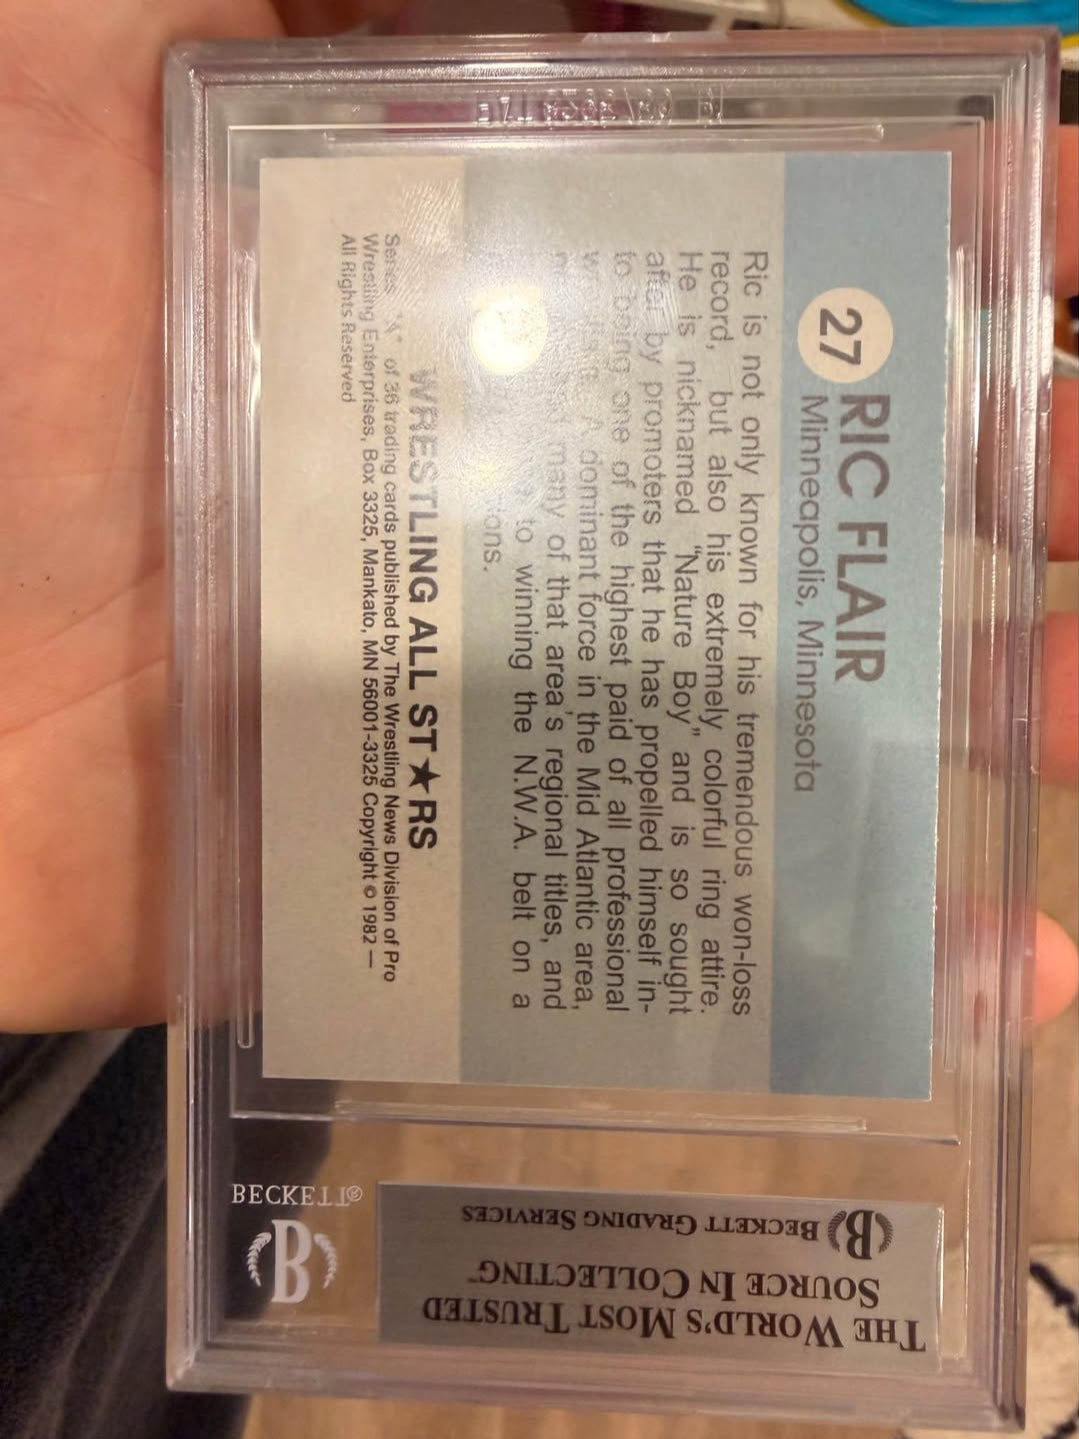 27
RIC FLAIR
Minneapolis, Minnesota
Ric is not only known for his tremendous won-loss
record, but also his extremely colorful ring attire.
He is nicknamed "Nature Boy" and is so sought
after by promoters that he has propelled himself in-
to being one of the highest paid of all professional
A dominant force in the Mid Atlantic area,
many of that area's regional titles, and
to winning the N.W.A. belt on a
WRESTLING ALL ST★RS
Series "A" of 36 trading cards published by The Wrestling News Division of Pro
Wrestling Enterprises, Box 3325, Mankato, MN 56001-3325 Copyright © 1982 —
All Rights Reserved
BECKETT®
B
THE WORLD'S MOST TRUSTED
SOURCE IN COLLECTING™
B BECKETT GRADING SERVICES